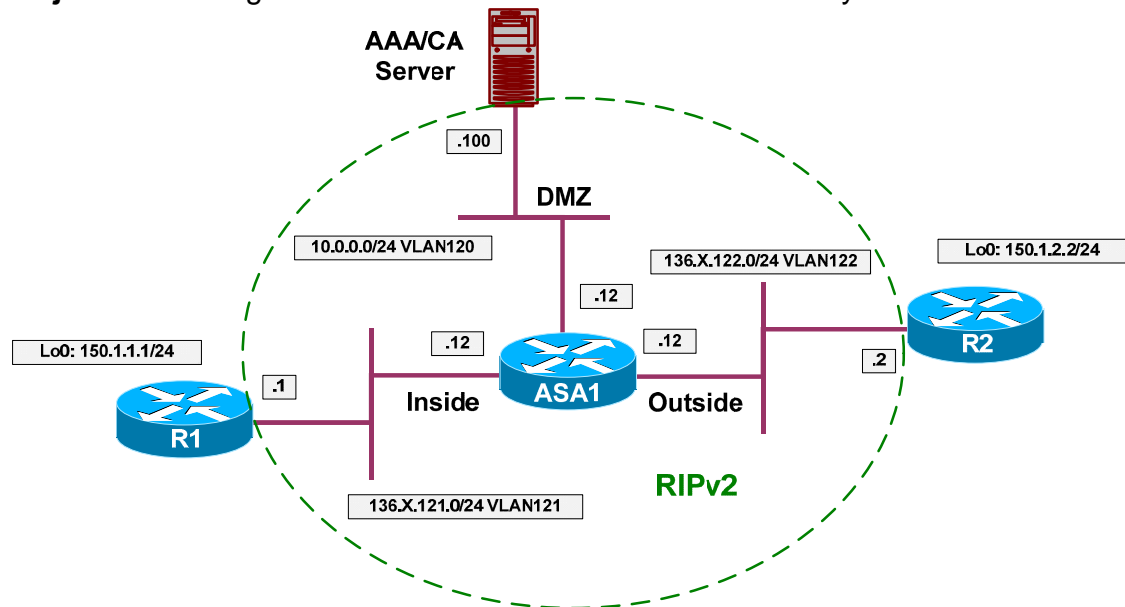 AAA/CA
Server
.100
DMZ
10.0.0.0/24 VLAN120
136.X.122.0/24 VLAN122
Lo0: 150.1.2.2/24
.12
Lo0: 150.1.1.1/24
.12
.12
.1
Inside
ASA1
Outside
.2
R2
R1
RIPv2
136.X.121.0/24 VLAN121